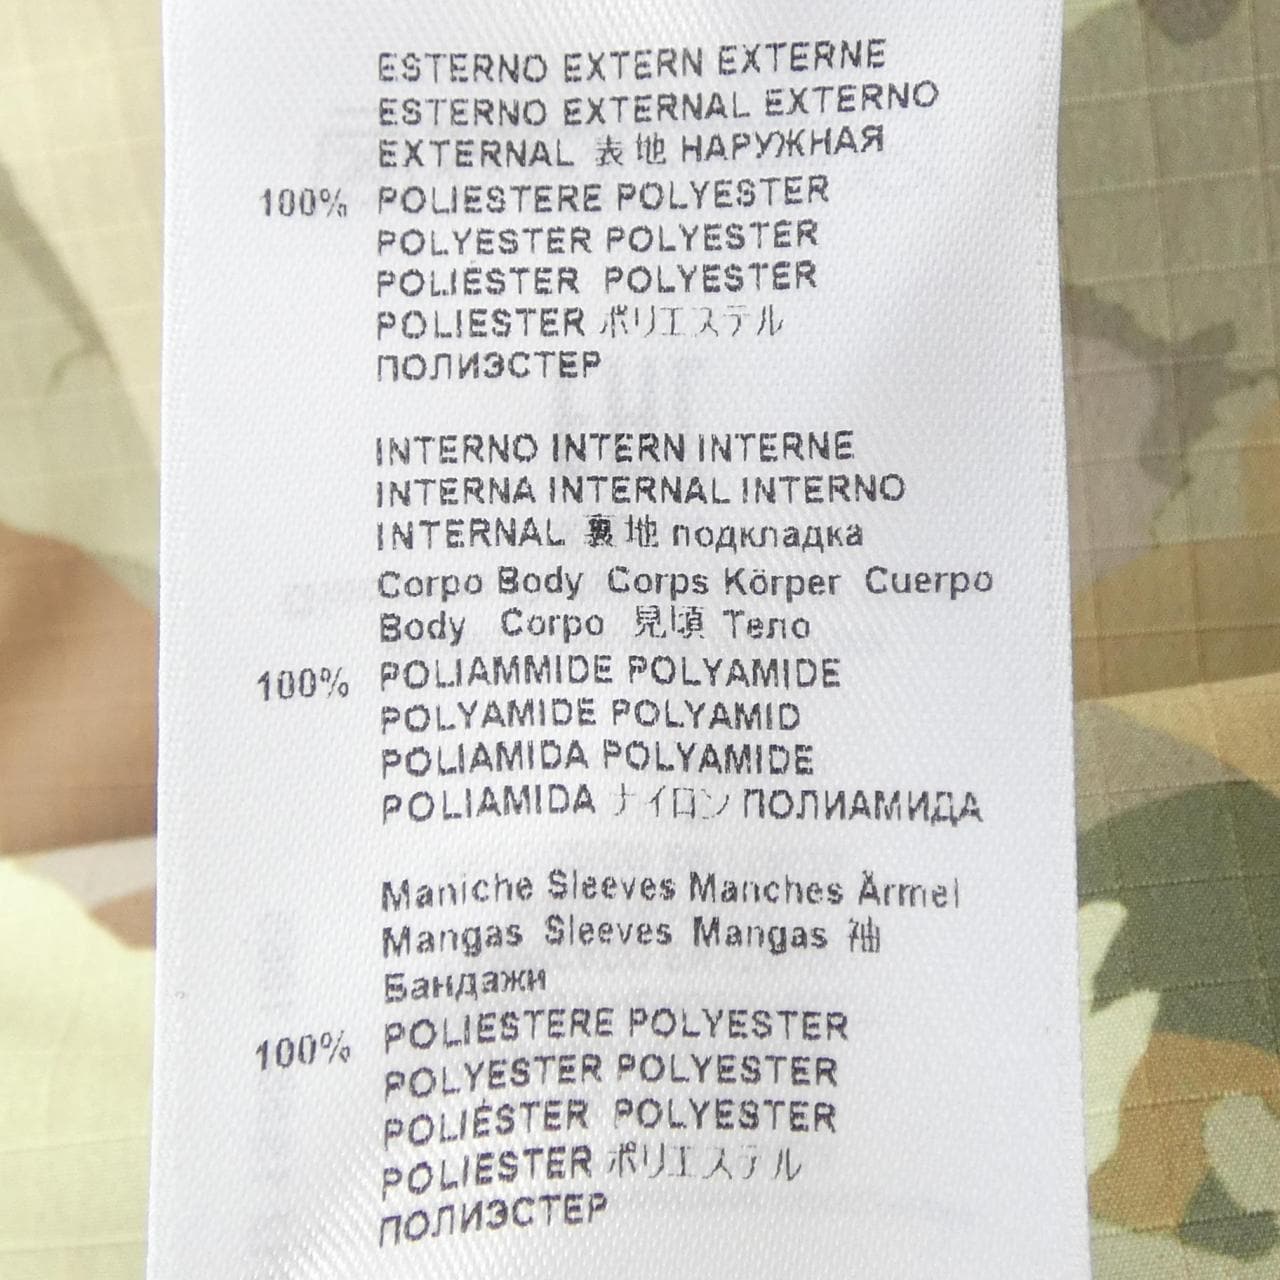 ESTERNO EXTERN EXTERNE
ESTERNO EXTERNAL EXTERNO
EXTERNAL 表地 НАРУЖНАЯ
100% POLIESTERE POLYESTER
POLYESTER POLYESTER
POLIÉSTER POLYESTER
POLIESTER ポリエステル
ПОЛИЭСТЕР
INTERNO INTERN INTERNE
INTERNA INTERNAL INTERNO
INTERNAL 裏地 подкладка
Corpo Body Corps Körper Cuerpo
Body Corpo 見頃 Тело
100% POLIAMMIDE POLYAMIDE
POLYAMIDE POLYAMID
POLIAMIDA POLYAMIDE
POLIAMIDA ナイロン ПОЛИАМИДА
Maniche Sleeves Manches Ärmel
Mangas Sleeves Mangas 袖
Бандажи
100% POLIESTERE POLYESTER
POLYESTER POLYESTER
POLIÉSTER POLYESTER
POLIESTER ポリエステル
ПОЛИЭСТЕР